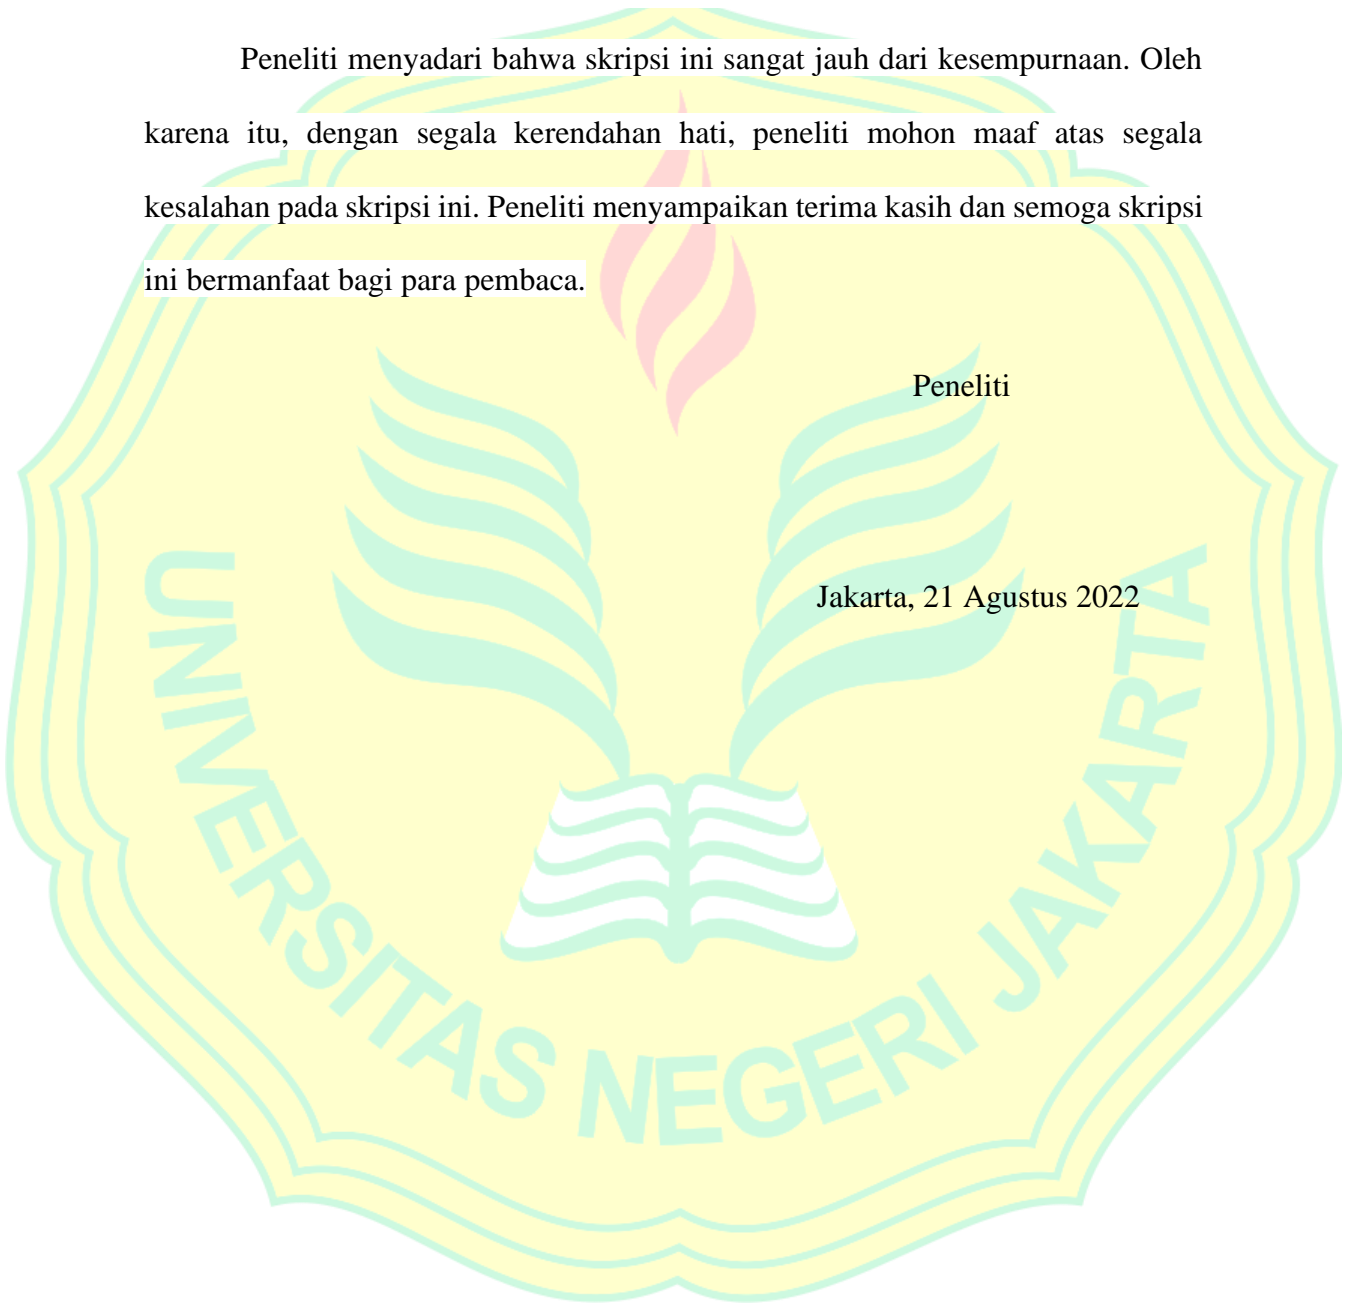 Peneliti menyadari bahwa skripsi ini sangat jauh dari kesempurnaan. Oleh
karena itu, dengan segala kerendahan hati, peneliti mohon maaf atas segala
kesalahan pada skripsi ini. Peneliti menyampaikan terima kasih dan semoga skripsi
ini bermanfaat bagi para pembaca.
Peneliti
Jakarta, 21 Agustus 2022
UNIVERSITAS NEGERI JAKARTA